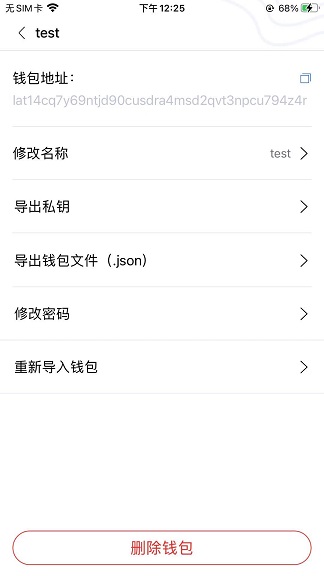 无SIM卡 下午12:25 68%
test
钱包地址：
lat14cq7y69ntjd90cusdra4msd2qvt3npcu794z4r
修改名称 test
导出私钥
导出钱包文件（.json）
修改密码
重新导入钱包
删除钱包